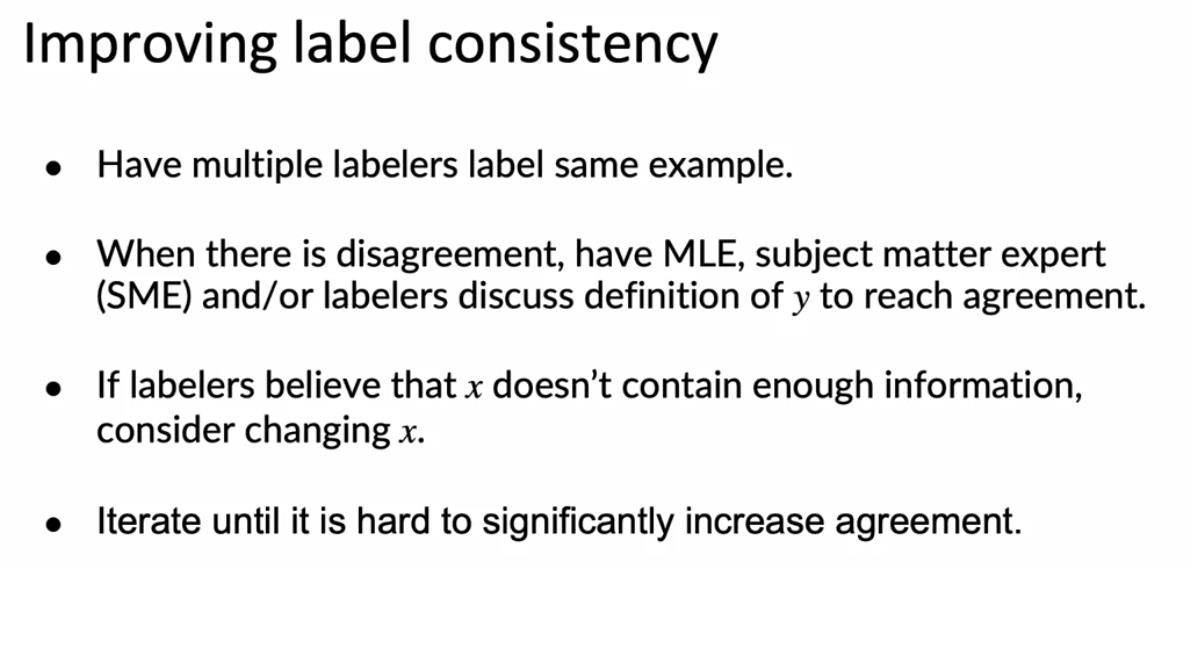 Improving label consistency
● Have multiple labelers label same example.
● When there is disagreement, have MLE, subject matter expert
(SME) and/or labelers discuss definition of y to reach agreement.
● If labelers believe that x doesn’t contain enough information,
consider changing x.
● Iterate until it is hard to significantly increase agreement.